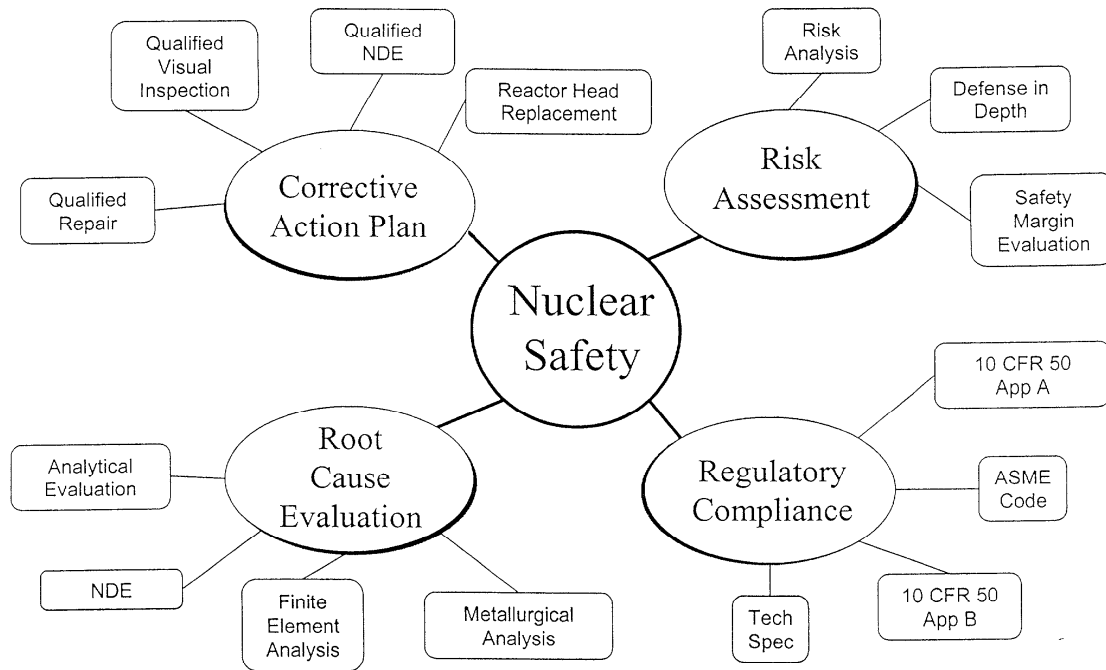 Qualified
Visual
Inspection
Qualified
NDE
Reactor Head
Replacement
Qualified
Repair
Corrective
Action Plan
Risk
Analysis
Defense in
Depth
Safety
Margin
Evaluation
Risk
Assessment
Nuclear
Safety
Root
Cause
Evaluation
Analytical
Evaluation
NDE
Finite
Element
Analysis
Metallurgical
Analysis
Regulatory
Compliance
10 CFR 50
App A
ASME
Code
10 CFR 50
App B
Tech
Spec